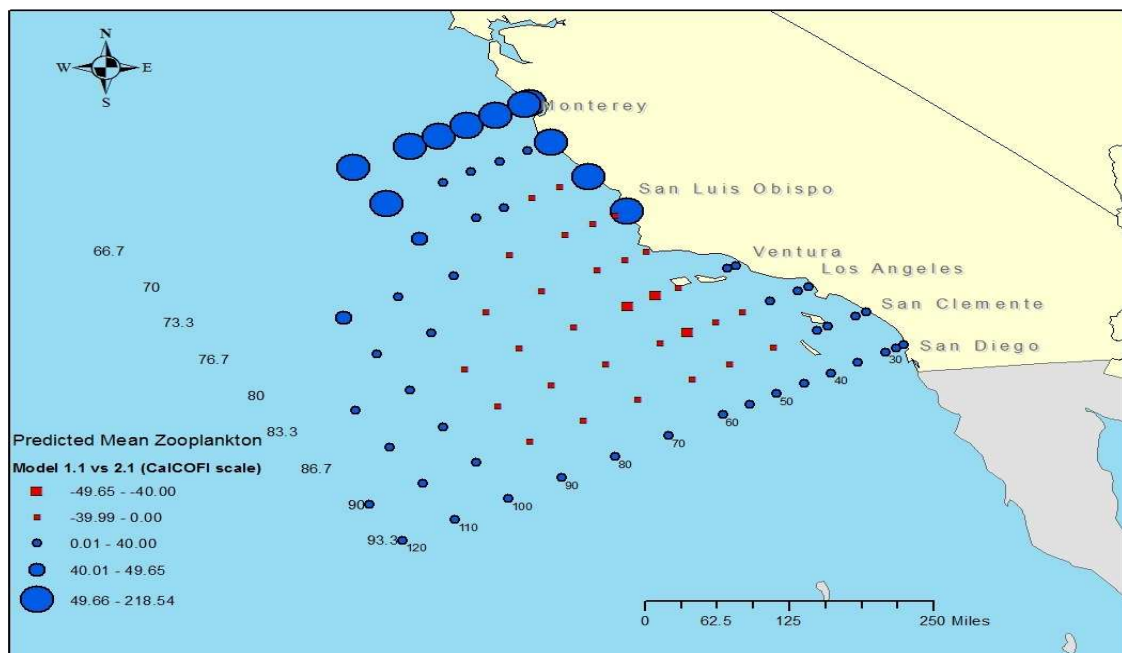 N
W E
S
Monterey
San Luis Obispo
Ventura
Los Angeles
San Clemente
San Diego
66.7
70
73.3
76.7
80
83.3
86.7
90
93.3
30
40
50
60
70
80
90
100
110
120
Predicted Mean Zooplankton
Model 1.1 vs 2.1 (CalCOFI scale)
-49.65 - -40.00
-39.99 - 0.00
0.01 - 40.00
40.01 - 49.65
49.66 - 218.54
0 62.5 125 250 Miles